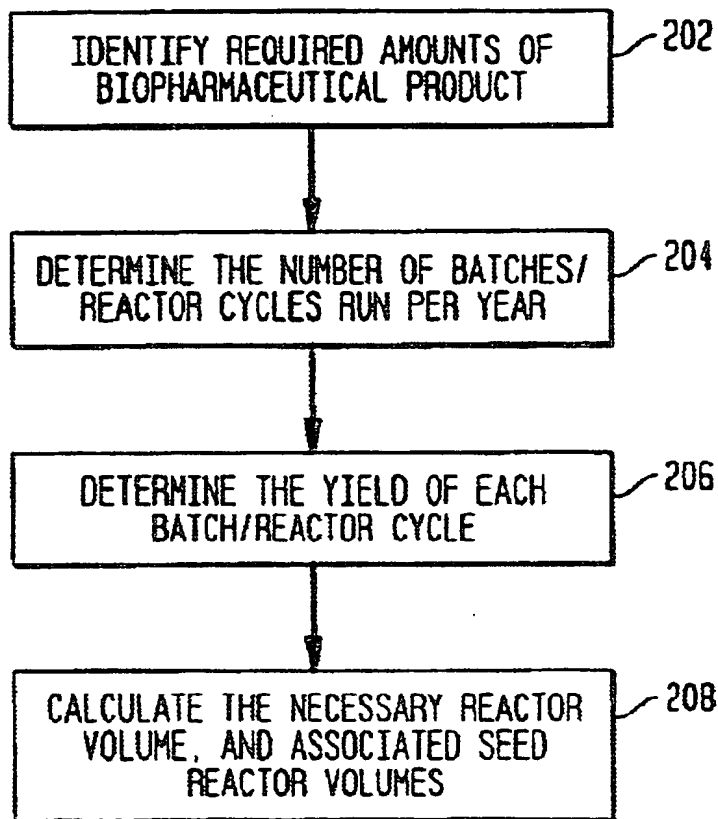 IDENTIFY REQUIRED AMOUNTS OF
BIOPHARMACEUTICAL PRODUCT
202
DETERMINE THE NUMBER OF BATCHES/
REACTOR CYCLES RUN PER YEAR
204
DETERMINE THE YIELD OF EACH
BATCH/REACTOR CYCLE
206
CALCULATE THE NECESSARY REACTOR
VOLUME, AND ASSOCIATED SEED
REACTOR VOLUMES
208